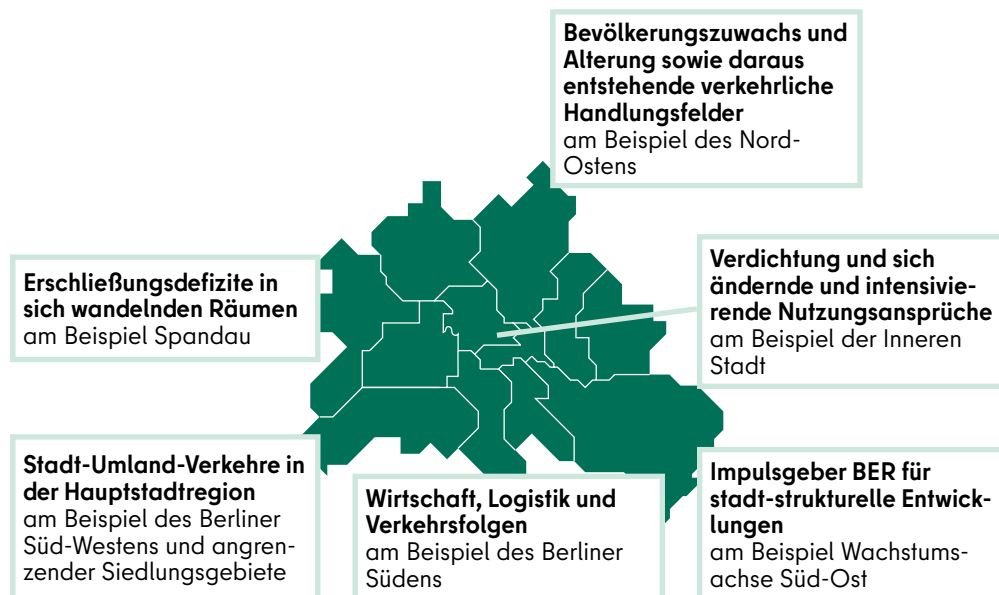 Bevölkerungszuwachs und
Alterung sowie daraus
entstehende verkehrliche
Handlungsfelder
am Beispiel des Nord-
Ostens
Erschließungsdefizite in
sich wandelnden Räumen
am Beispiel Spandau
Verdichtung und sich
ändernde und intensivie-
rende Nutzungsansprüche
am Beispiel der Inneren
Stadt
Stadt-Umland-Verkehre in
der Hauptstadtregion
am Beispiel des Berliner
Süd-Westens und angren-
zender Siedlungsgebiete
Wirtschaft, Logistik und
Verkehrsfolgen
am Beispiel des Berliner
Südens
Impulsgeber BER für
stadt-strukturelle Entwick-
lungen
am Beispiel Wachstums-
achse Süd-Ost